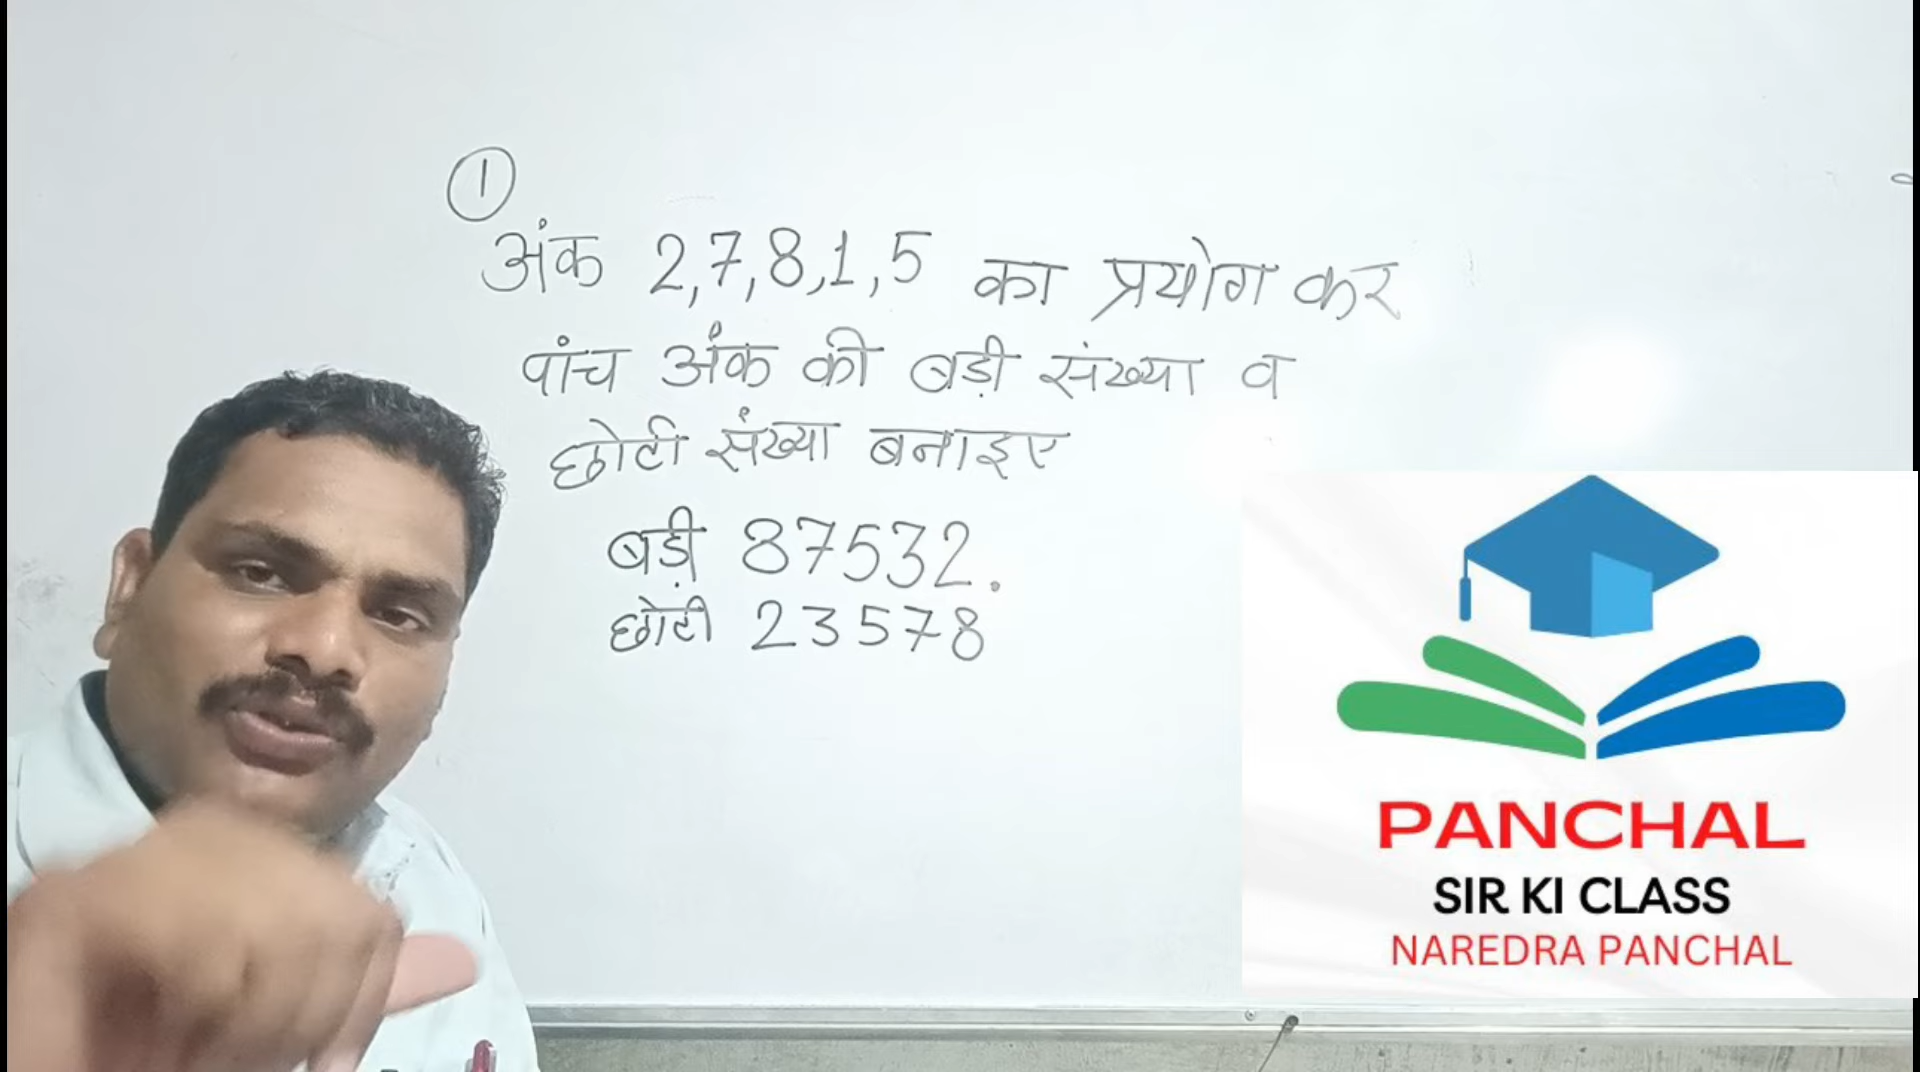 1
अंक 2,7,8,1,5 का प्रयोग कर
पांच अंक की बड़ी संख्या व
छोटी संख्या बनाइए
बड़ी 87532.
छोटी 23578
PANCHAL
SIR KI CLASS
NAREDRA PANCHAL